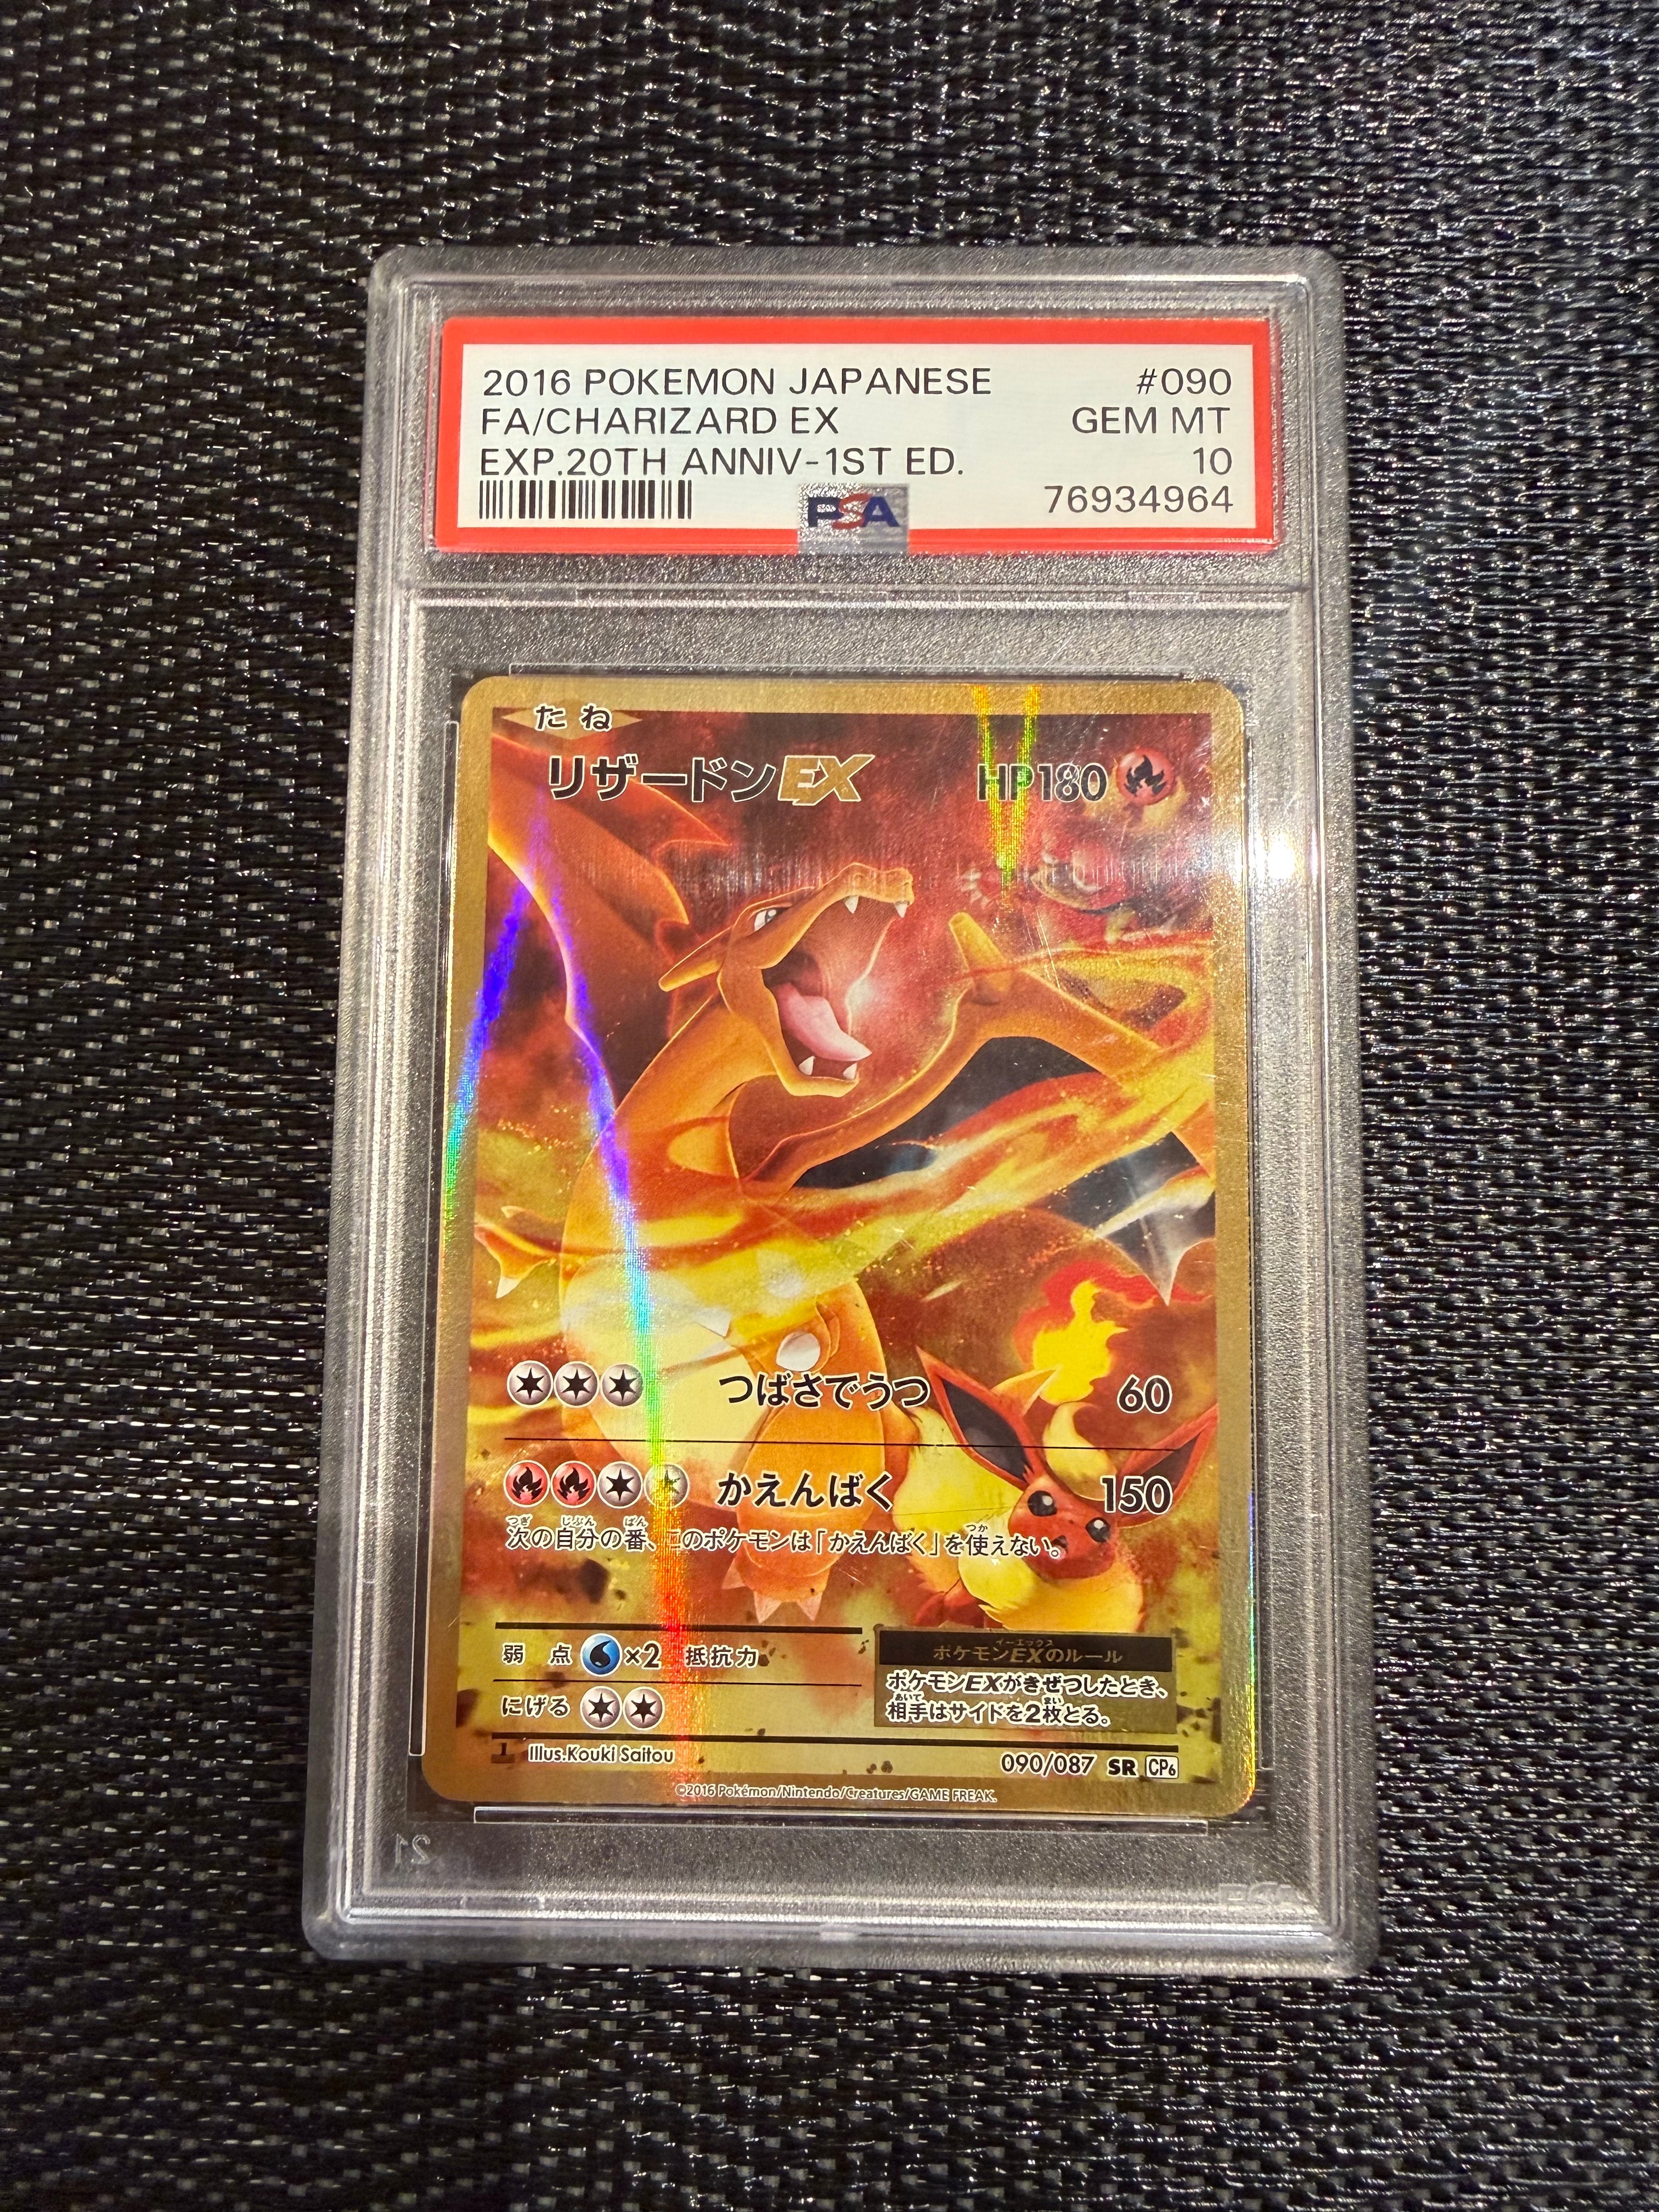 2016 POKEMON JAPANESE #090
FA/CHARIZARD EX GEM MT
EXP.20TH ANNIV-1ST ED. 10
PSA 76934964
たね
リザードンEX HP180
つばさでうつ 60
かえんばく 150
次の自分の番、このポケモンは「かえんばく」を使えない。
弱点 ×2 抵抗力
にげる
ポケモンEXのルール
ポケモンEXがきぜつしたとき、
相手はサイドを2枚とる。
1 Illus.Kouki Saitou 090/087 SR CP6
©2016 Pokémon/Nintendo/Creatures/GAME FREAK.
21